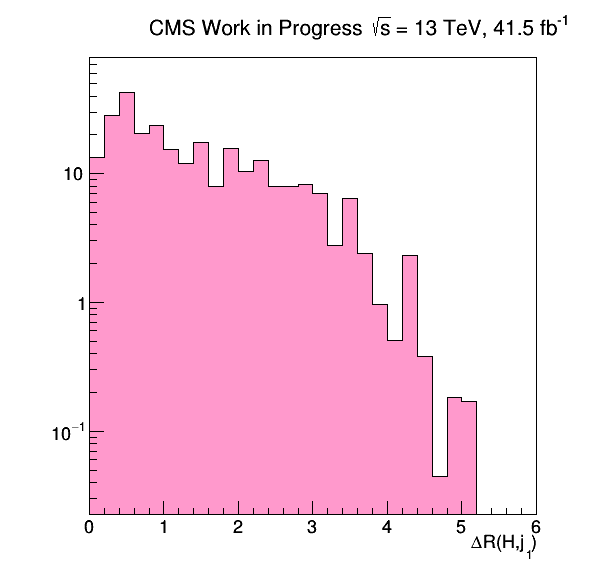 CMS Work in Progress √s = 13 TeV, 41.5 fb⁻¹
10
1
10⁻¹
0 1 2 3 4 5 6
ΔR(H,j₁)